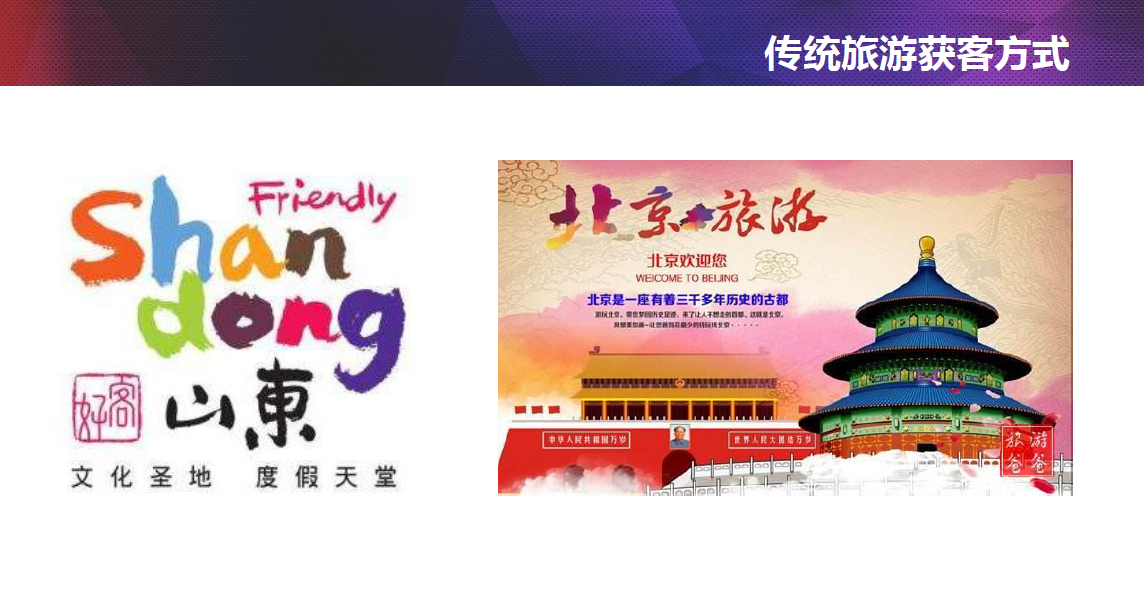 传统旅游获客方式
Friendly
Shan
dong
好客
山東
文化圣地 度假天堂
北京旅游
北京欢迎您
WElCOME TO BEIJING
北京是一座有着三千多年历史的古都
中华人民共和国万岁
世界人民大团结万岁
旅游
爸爸